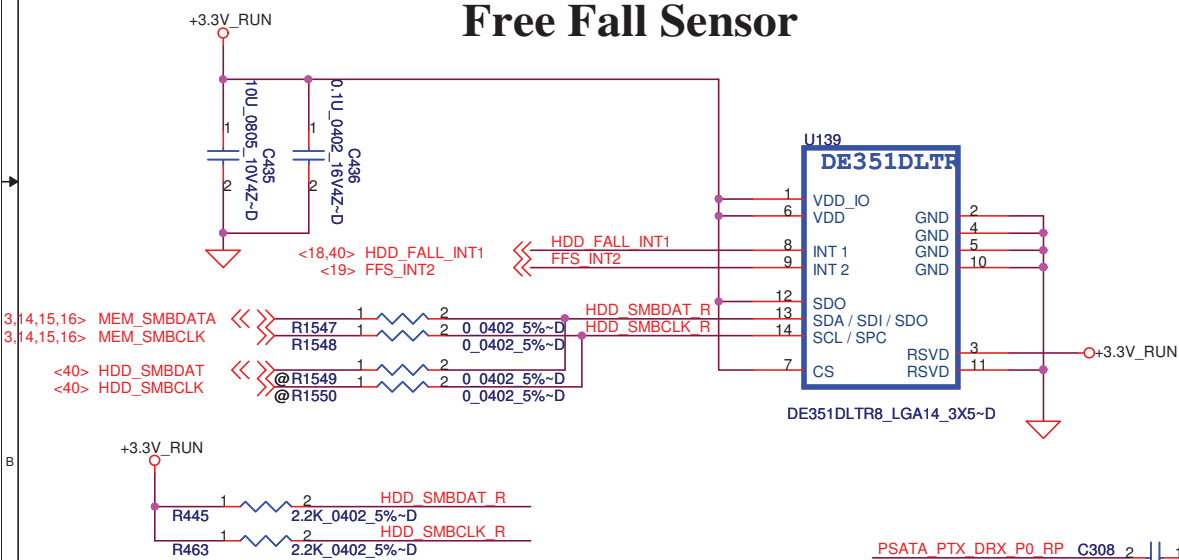 Free Fall Sensor
+3.3V_RUN
1
2
10U_0805_10V4Z~D
C435
1
2
0.1U_0402_16V4Z~D
C436
U139
DE351DLTR
1 VDD_IO
6 VDD
8 INT 1
9 INT 2
12 SDO
13 SDA / SDI / SDO
14 SCL / SPC
7 CS
GND 2
GND 4
GND 5
GND 10
RSVD 3
RSVD 11
+3.3V_RUN
DE351DLTR8_LGA14_3X5~D
<18,40> HDD_FALL_INT1
HDD_FALL_INT1
<19> FFS_INT2
FFS_INT2
3,14,15,16> MEM_SMBDATA
1 2
HDD_SMBDAT_R
R1547
0_0402_5%~D
3,14,15,16> MEM_SMBCLK
1 2
HDD_SMBCLK_R
R1548
0_0402_5%~D
<40> HDD_SMBDAT
1 2
@R1549
0_0402_5%~D
<40> HDD_SMBCLK
1 2
@R1550
0_0402_5%~D
B
+3.3V_RUN
1 2
HDD_SMBDAT_R
R445
2.2K_0402_5%~D
1 2
HDD_SMBCLK_R
R463
2.2K_0402_5%~D
PSATA_PTX_DRX_P0_RP C308 2 1